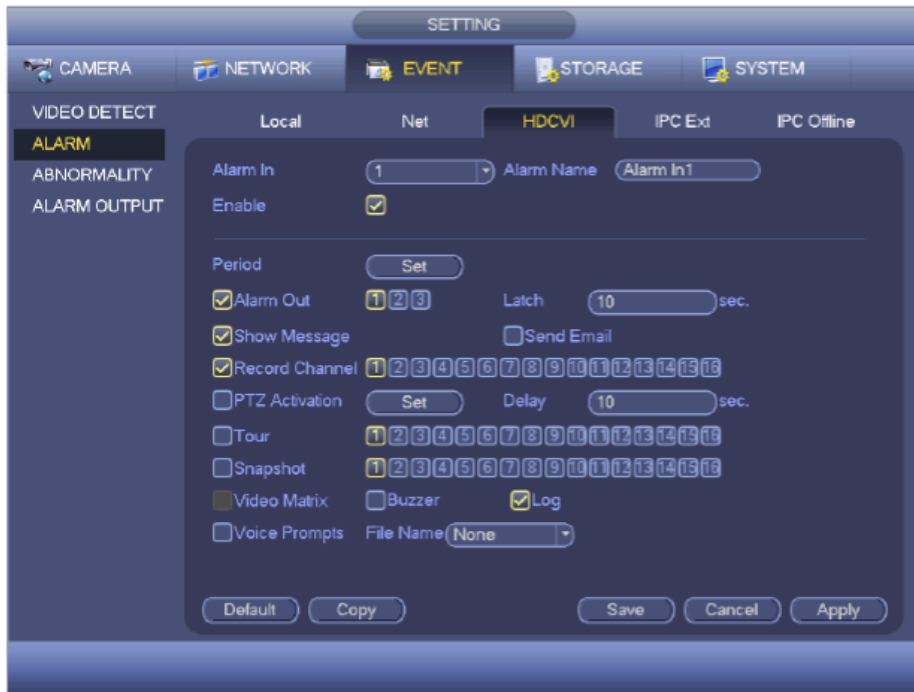 SETTING
CAMERA NETWORK EVENT STORAGE SYSTEM
VIDEO DETECT
ALARM
ABNORMALITY
ALARM OUTPUT
Local Net HDCVI IPC Ext IPC Offline
Alarm In 1 Alarm Name Alarm In1
Enable
Period Set
Alarm Out 1 2 3 Latch 10 sec.
Show Message Send Email
Record Channel 1 2 3 4 5 6 7 8 9 10 11 12 13 14 15 16
PTZ Activation Set Delay 10 sec.
Tour 1 2 3 4 5 6 7 8 9 10 11 12 13 14 15 16
Snapshot 1 2 3 4 5 6 7 8 9 10 11 12 13 14 15 16
Video Matrix Buzzer Log
Voice Prompts File Name None
Default Copy Save Cancel Apply